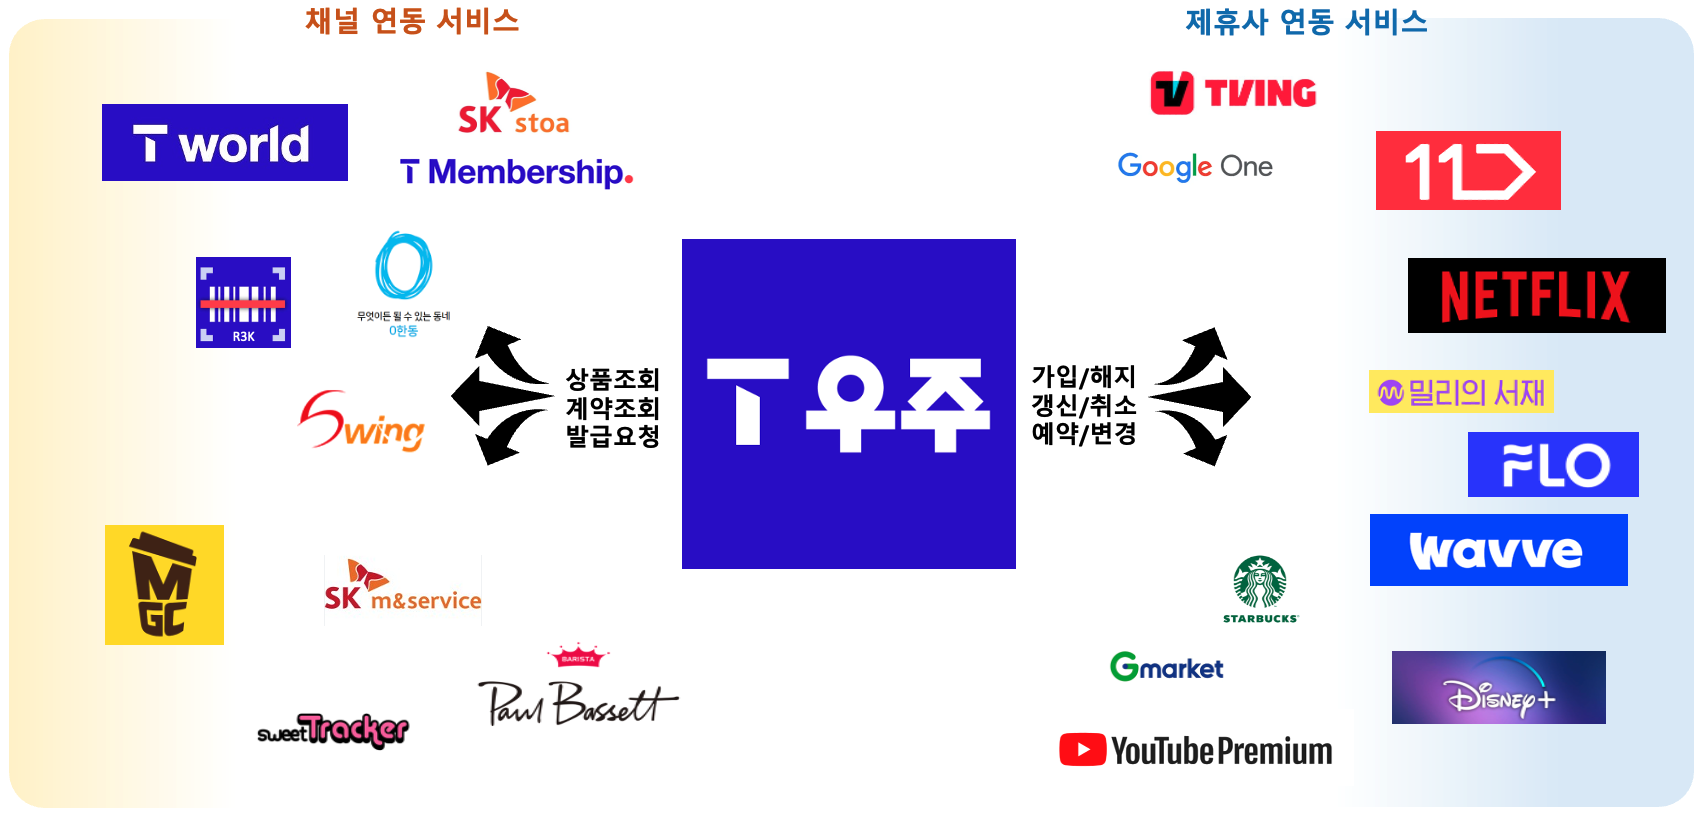 채널 연동 서비스
T world
SK stoa
T Membership.
R3K
무엇이든 될 수 있는 동네
0한동
Swing
상품조회
계약조회
발급요청
MGC
SK m&service
BARISTA
Paul Bassett
sweetTracker
T우주
제휴사 연동 서비스
TVING
Google One
11
NETFLIX
가입/해지
갱신/취소
예약/변경
밀리의 서재
FLO
wavve
STARBUCKS
Gmarket
Disney+
YouTube Premium